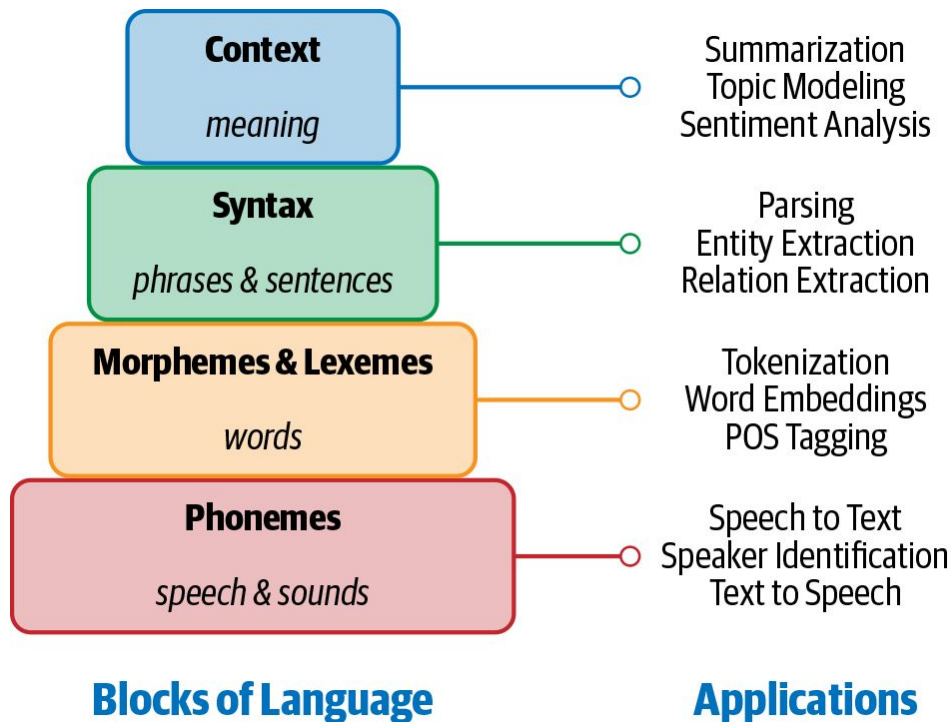 Context
meaning
Summarization
Topic Modeling
Sentiment Analysis
Syntax
phrases & sentences
Parsing
Entity Extraction
Relation Extraction
Morphemes & Lexemes
words
Tokenization
Word Embeddings
POS Tagging
Phonemes
speech & sounds
Speech to Text
Speaker Identification
Text to Speech
Blocks of Language
Applications